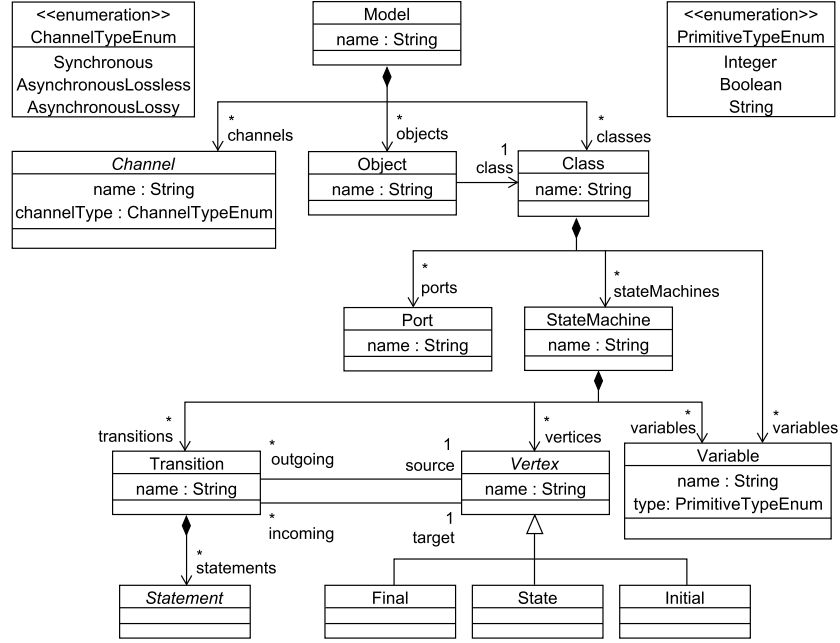 <<enumeration>>
ChannelTypeEnum
Synchronous
AsynchronousLossless
AsynchronousLossy
Model
name : String
<<enumeration>>
PrimitiveTypeEnum
Integer
Boolean
String
*
channels
*
objects
*
classes
Channel
name : String
channelType : ChannelTypeEnum
Object
name : String
1
class
Class
name: String
*
ports
*
stateMachines
Port
name : String
StateMachine
name : String
*
transitions
*
vertices
*
variables
*
variables
Transition
name : String
*
outgoing
1
source
*
incoming
1
target
Vertex
name : String
Variable
name : String
type: PrimitiveTypeEnum
*
statements
Statement
Final
State
Initial